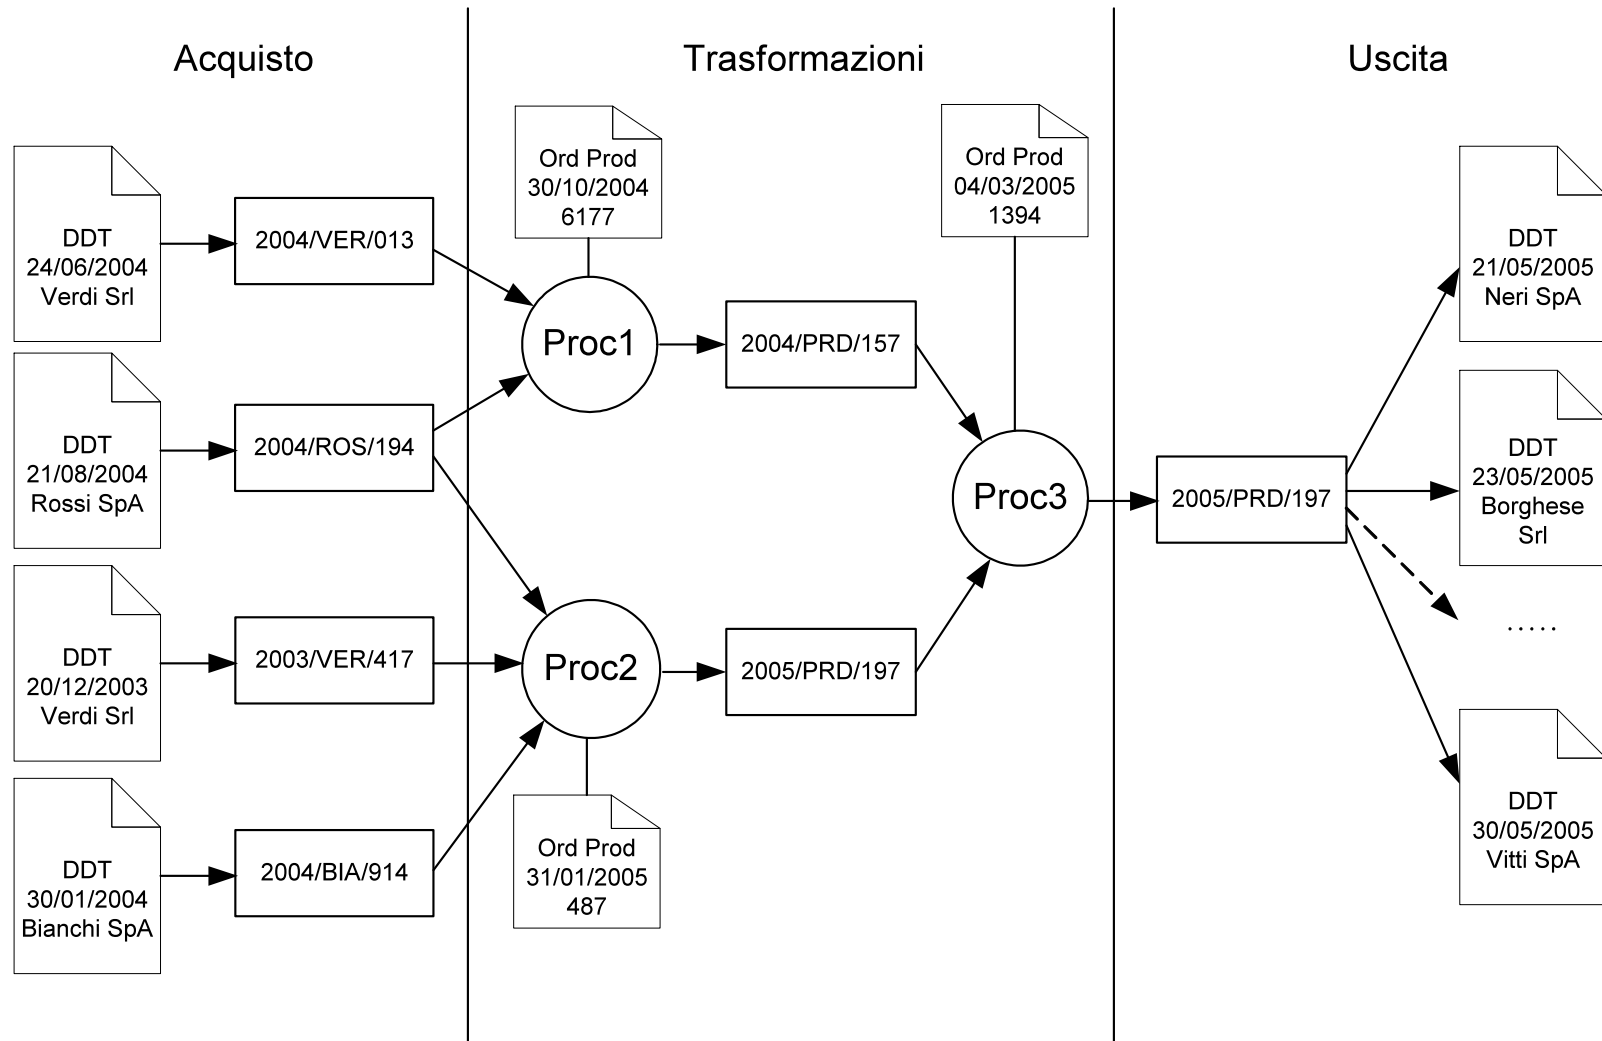 Acquisto
Trasformazioni
Uscita
DDT
24/06/2004
Verdi Srl
2004/VER/013
DDT
21/08/2004
Rossi SpA
2004/ROS/194
DDT
20/12/2003
Verdi Srl
2003/VER/417
DDT
30/01/2004
Bianchi SpA
2004/BIA/914
Ord Prod
30/10/2004
6177
Proc1
2004/PRD/157
Proc2
Ord Prod
31/01/2005
487
2005/PRD/197
Ord Prod
04/03/2005
1394
Proc3
2005/PRD/197
DDT
21/05/2005
Neri SpA
DDT
23/05/2005
Borghese
Srl
.....
DDT
30/05/2005
Vitti SpA